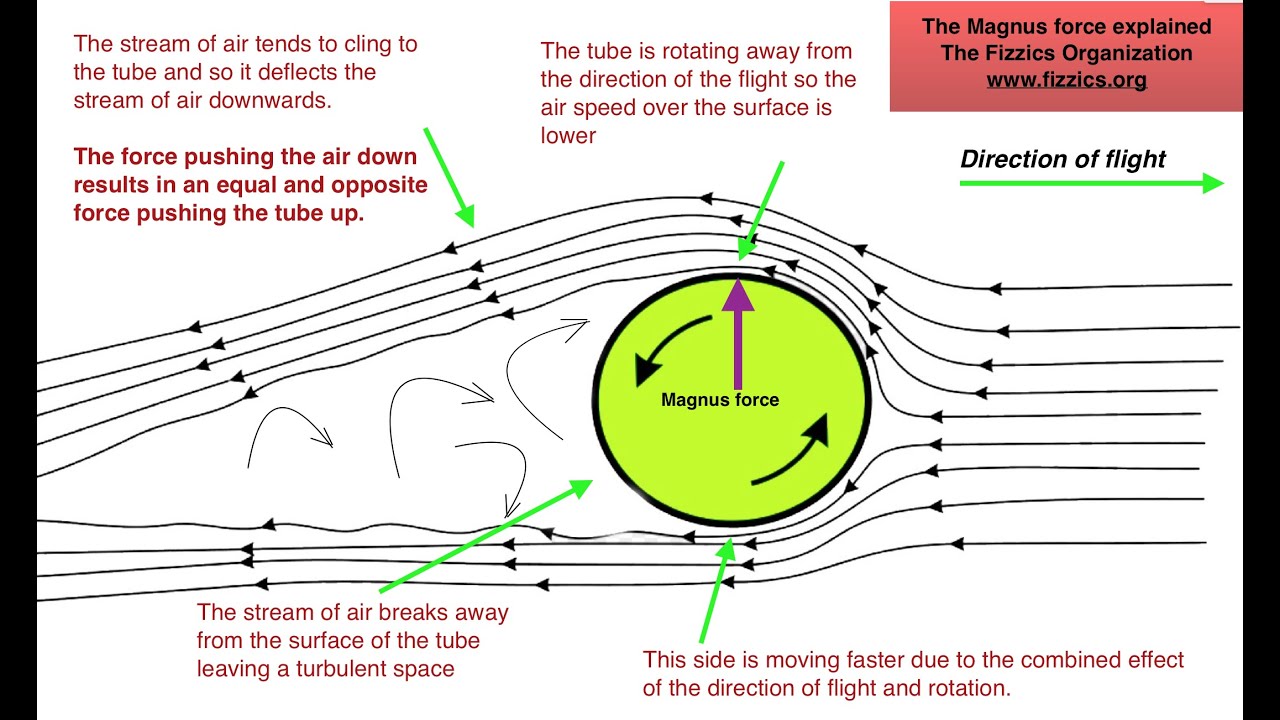 The stream of air tends to cling to
the tube and so it deflects the
stream of air downwards.
The force pushing the air down
results in an equal and opposite
force pushing the tube up.
The tube is rotating away from
the direction of the flight so the
air speed over the surface is
lower
The Magnus force explained
The Fizzics Organization
www.fizzics.org
Direction of flight
Magnus force
The stream of air breaks away
from the surface of the tube
leaving a turbulent space
This side is moving faster due to the combined effect
of the direction of flight and rotation.